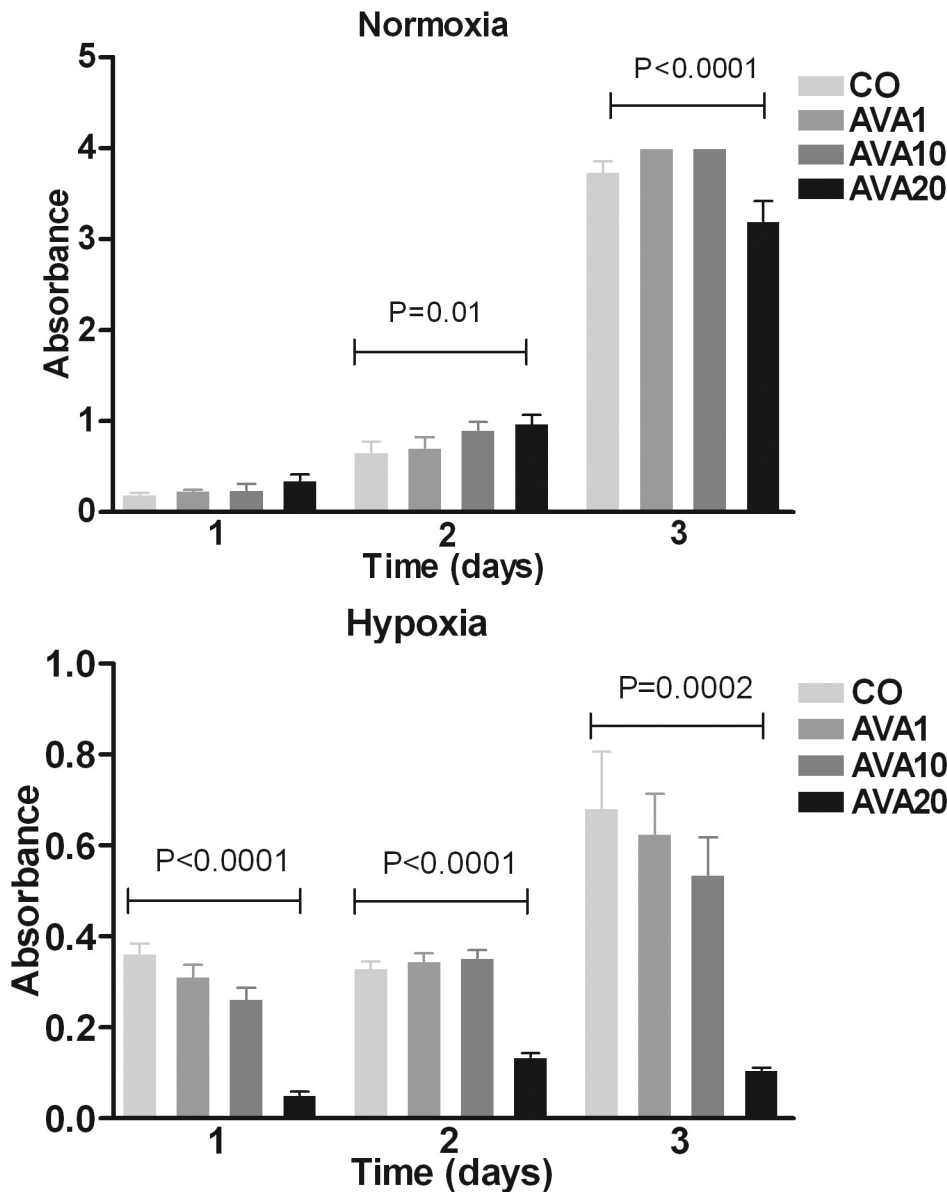 Normoxia
5
4
3
2
1
0
Absorbance
P=0.01
P<0.0001
CO
AVA1
AVA10
AVA20
1 2 3
Time (days)
Hypoxia
1.0
0.8
0.6
0.4
0.2
0.0
Absorbance
P<0.0001
P<0.0001
P=0.0002
CO
AVA1
AVA10
AVA20
1 2 3
Time (days)